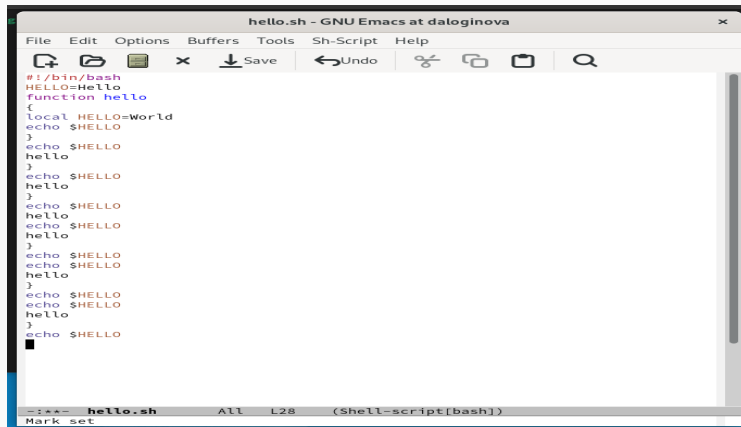 hello.sh - GNU Emacs at daloginova
File Edit Options Buffers Tools Sh-Script Help
Save Undo
#!/bin/bash
HELLO=Hello
function hello
{
local HELLO=World
echo $HELLO
}
echo $HELLO
hello
}
echo $HELLO
hello
}
echo $HELLO
hello
echo $HELLO
hello
}
echo $HELLO
echo $HELLO
hello
}
echo $HELLO
echo $HELLO
hello
}
echo $HELLO
-:**- hello.sh All L28 (Shell-script[bash])
Mark set